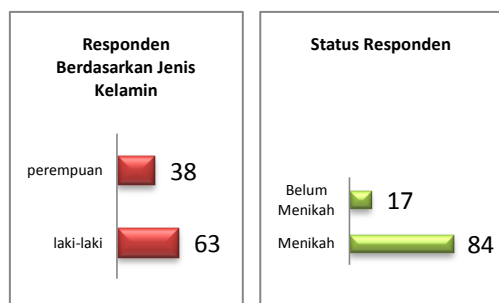 Responden
Berdasarkan Jenis
Kelamin
perempuan
38
laki-laki
63
Status Responden
Belum
Menikah
17
Menikah
84